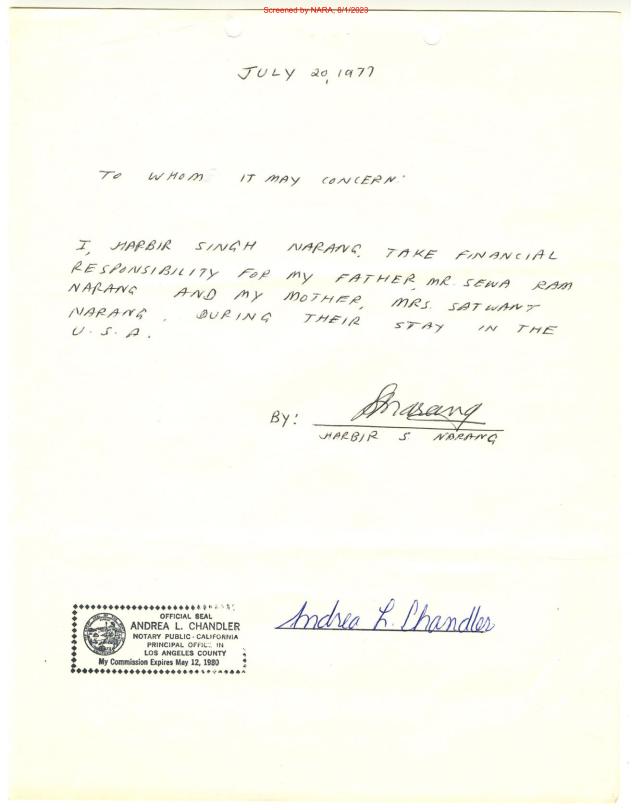 Screened by NARA, 8/1/2023
JULY 20, 1977
TO WHOM IT MAY CONCERN:
I, HARBIR SINGH NARANG, TAKE FINANCIAL
RESPONSIBILITY FOR MY FATHER, MR. SEWA RAM
NARANG AND MY MOTHER, MRS. SATWANT
NARANG, DURING THEIR STAY IN THE
U.S.A.
BY: HSNarang
HARBIR S. NARANG
OFFICIAL SEAL
ANDREA L. CHANDLER
NOTARY PUBLIC - CALIFORNIA
PRINCIPAL OFFICE IN
LOS ANGELES COUNTY
My Commission Expires May 12, 1980
Andrea L. Chandler